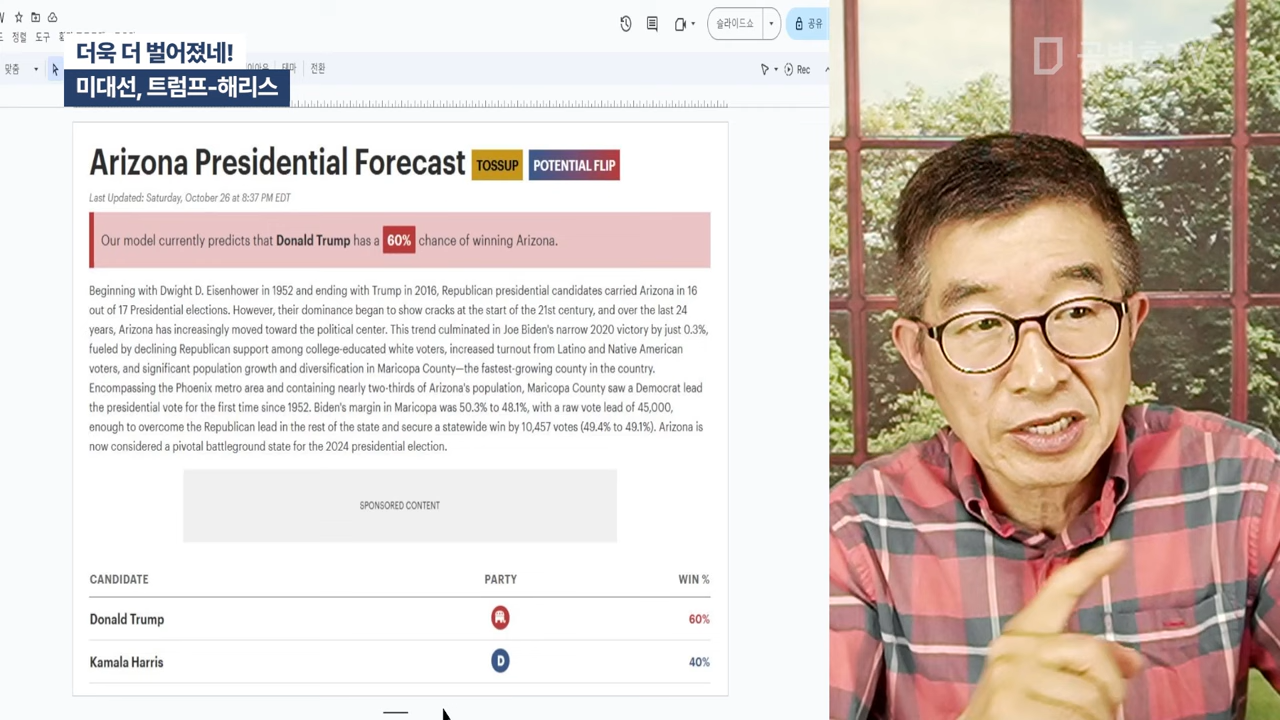 정렬 도구
더욱 더 벌어졌네!
미대선, 트럼프-해리스
맞춤
테마
전환
슬라이드쇼
공유
Rec
Arizona Presidential Forecast TOSSUP POTENTIAL FLIP
Last Updated: Saturday, October 26 at 8:37 PM EDT
Our model currently predicts that Donald Trump has a 60% chance of winning Arizona.
Beginning with Dwight D. Eisenhower in 1952 and ending with Trump in 2016, Republican presidential candidates carried Arizona in 16
out of 17 Presidential elections. However, their dominance began to show cracks at the start of the 21st century, and over the last 24
years, Arizona has increasingly moved toward the political center. This trend culminated in Joe Biden's narrow 2020 victory by just 0.3%,
fueled by declining Republican support among college-educated white voters, increased turnout from Latino and Native American
voters, and significant population growth and diversification in Maricopa County—the fastest-growing county in the country.
Encompassing the Phoenix metro area and containing nearly two-thirds of Arizona's population, Maricopa County saw a Democrat lead
the presidential vote for the first time since 1952. Biden's margin in Maricopa was 50.3% to 48.1%, with a raw vote lead of 45,000,
enough to overcome the Republican lead in the rest of the state and secure a statewide win by 10,457 votes (49.4% to 49.1%). Arizona is
now considered a pivotal battleground state for the 2024 presidential election.
SPONSORED CONTENT
CANDIDATE PARTY WIN %
Donald Trump 60%
Kamala Harris D 40%